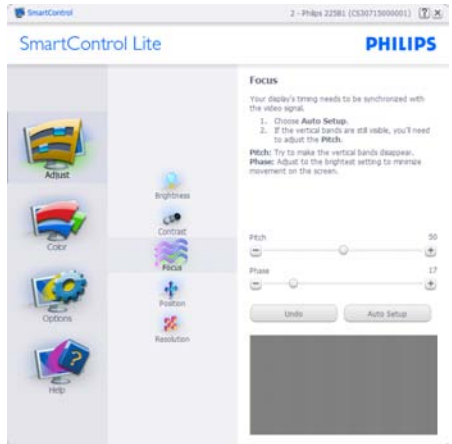 SmartControl
2 - Philips 225B1 (CS30715000001)
?
X
SmartControl Lite
PHILIPS
Adjust
Color
Options
?
Help
Brightness
Contrast
Focus
Position
Resolution
Focus
Your display's timing needs to be synchronized with
the video signal.
1. Choose Auto Setup.
2. If the vertical bands are still visible, you'll need
to adjust the Pitch.
Pitch: Try to make the vertical bands disappear.
Phase: Adjust to the brightest setting to minimize
movement on the screen.
Pitch 50
Phase 17
Undo
Auto Setup